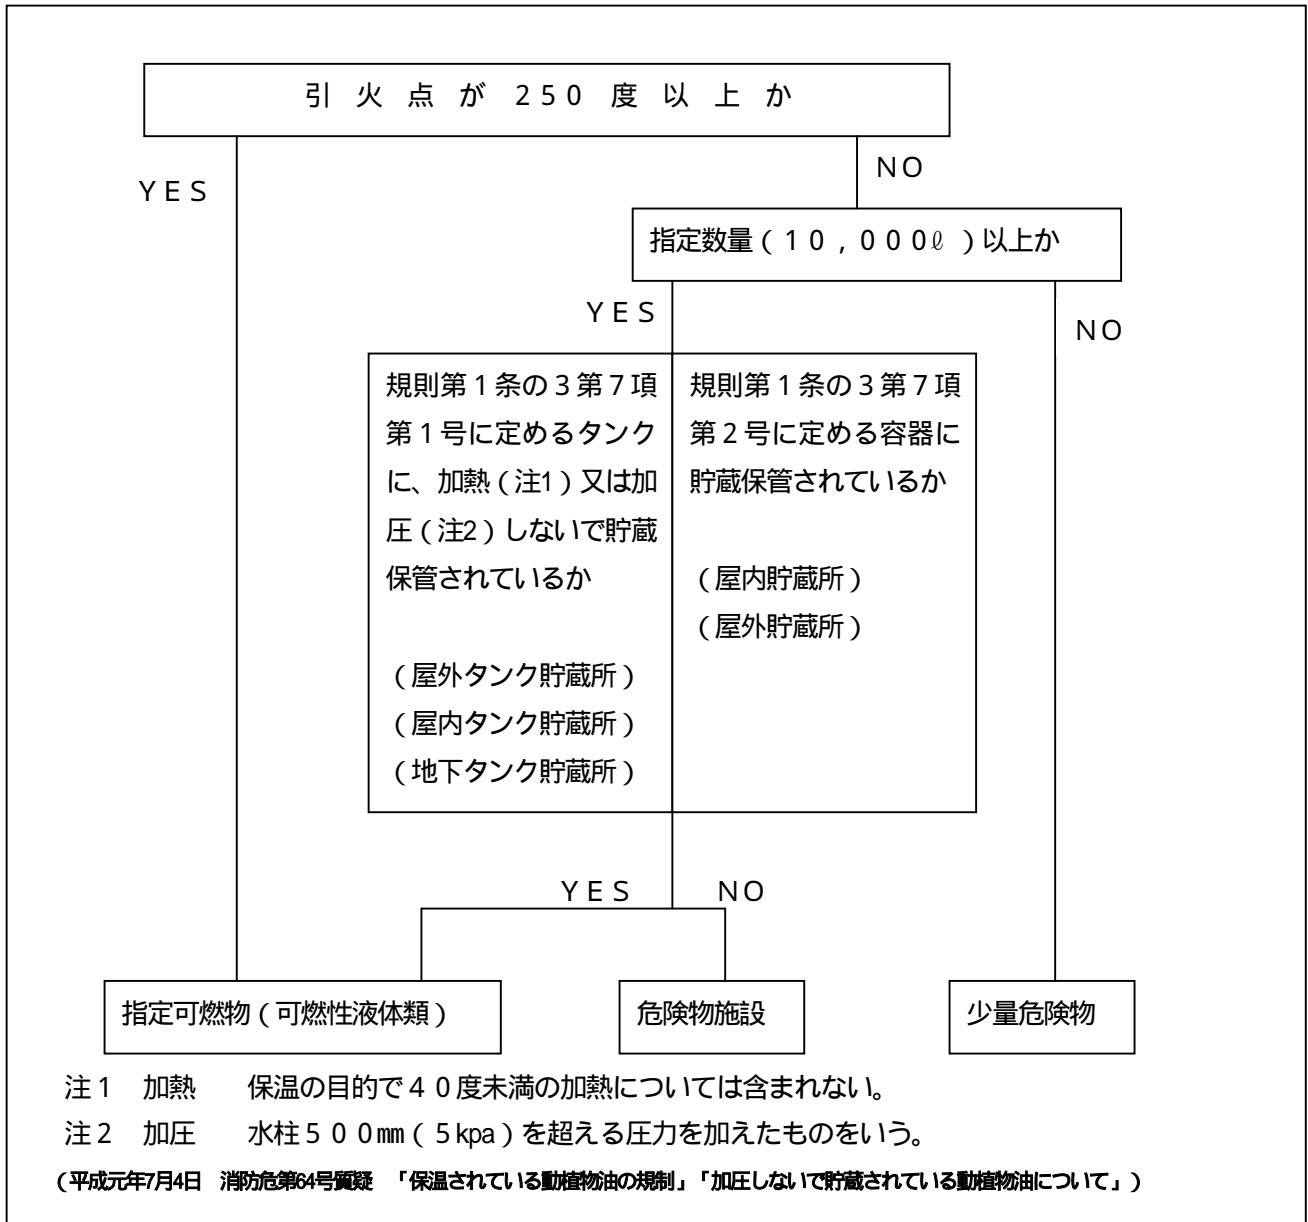 引火点が250度以上か
YES
NO
指定数量(10,000ℓ)以上か
YES
NO
規則第1条の3第7項
第1号に定めるタンク
に、加熱(注1)又は加
圧(注2)しないで貯蔵
保管されているか
(屋外タンク貯蔵所)
(屋内タンク貯蔵所)
(地下タンク貯蔵所)
規則第1条の3第7項
第2号に定める容器に
貯蔵保管されているか
(屋内貯蔵所)
(屋外貯蔵所)
YES
NO
指定可燃物(可燃性液体類)
危険物施設
少量危険物
注1 加熱 保温の目的で40度未満の加熱については含まれない。
注2 加圧 水柱500㎜(5kpa)を超える圧力を加えたものをいう。
(平成元年7月4日 消防危第64号質疑 「保温されている動植物油の規制」「加圧しないで貯蔵されている動植物油について」)